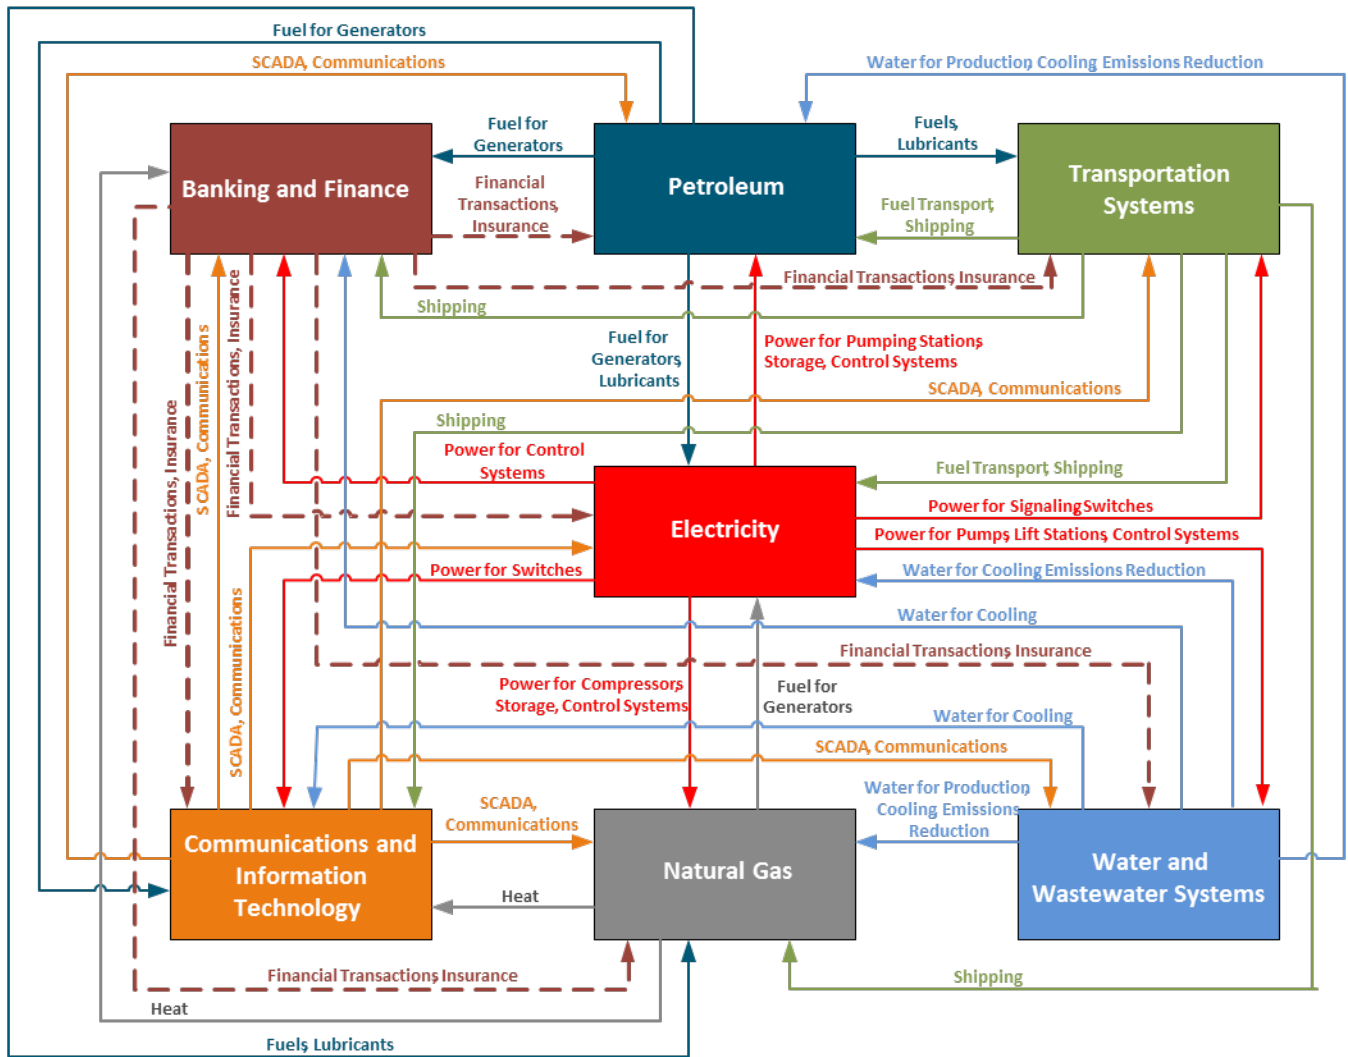 Fuel for Generators
SCADA, Communications
Water for Production, Cooling Emissions Reduction
Fuel for
Generators
Fuels,
Lubricants
Banking and Finance
Petroleum
Transportation
Systems
Financial
Transactions,
Insurance
Fuel Transport,
Shipping
Financial Transactions, Insurance
Shipping
Fuel for
Generators,
Lubricants
Power for Pumping Stations,
Storage, Control Systems
SCADA, Communications
Financial Transactions, Insurance
SCADA, Communications
Financial Transactions, Insurance
Shipping
Power for Control
Systems
Fuel Transport, Shipping
Electricity
Power for Signaling Switches
Power for Pumps, Lift Stations, Control Systems
Power for Switches
Water for Cooling Emissions Reduction
SCADA, Communications
Water for Cooling
Financial Transactions, Insurance
Power for Compressors,
Storage, Control Systems
Fuel for
Generators
Water for Cooling
SCADA, Communications
SCADA,
Communications
Water for Production,
Cooling Emissions
Reduction
Communications and
Information
Technology
Natural Gas
Water and
Wastewater Systems
Heat
Financial Transactions, Insurance
Shipping
Heat
Fuels, Lubricants